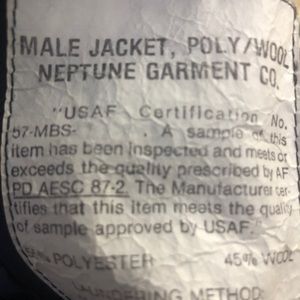 MALE JACKET, POLY/WOOL
NEPTUNE GARMENT CO.
"USAF Certification No.
57-MBS- . A sample of this
item has been inspected and meets or
exceeds the quality prescribed by AF
PD AESC 87-2. The Manufacturer cer-
tifies that this item meets the quality
of sample approved by USAF."
POLYESTER 45% WOOL
LAUNDERING METHOD: